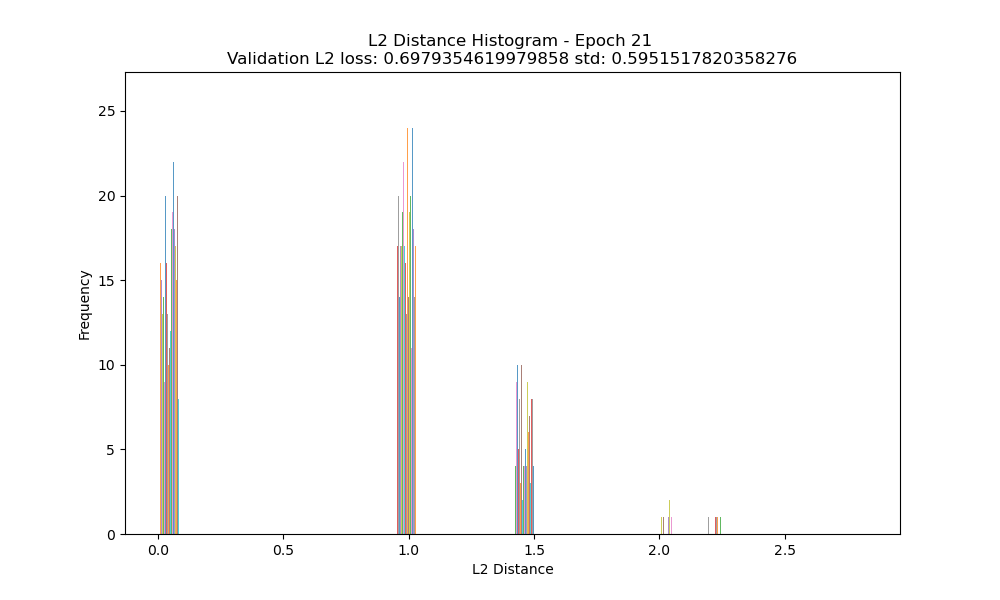 L2 Distance Histogram - Epoch 21
Validation L2 loss: 0.6979354619979858 std: 0.5951517820358276
25
20
15
10
5
0
Frequency
0.0 0.5 1.0 1.5 2.0 2.5
L2 Distance